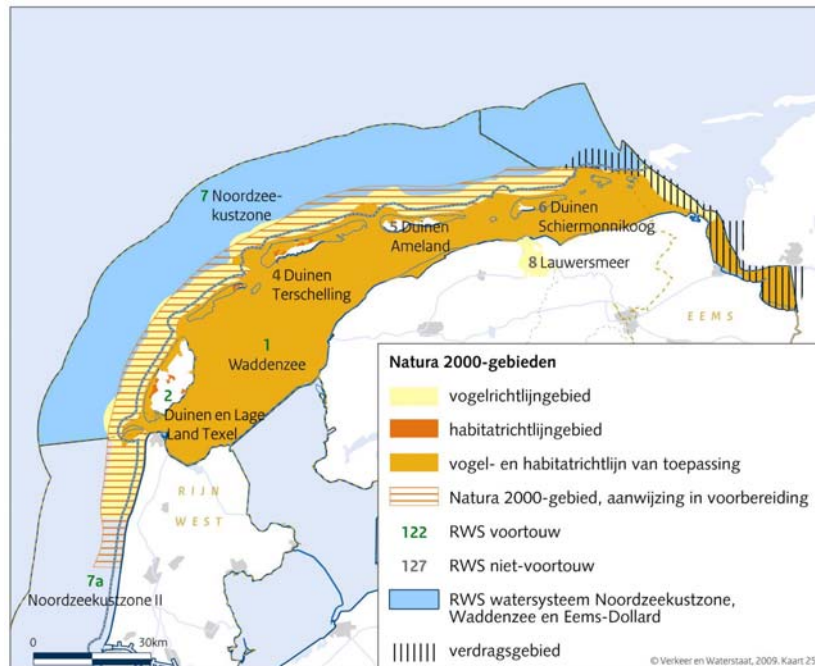 7 Noordzee-
kustzone
6 Duinen
Schiermonnikoog
5 Duinen
Ameland
8 Lauwersmeer
4 Duinen
Terschelling
EEMS
1
Waddenzee
2
Duinen en Lage
Land Texel
RIJN
WEST
7a
Noordzeekustzone II
0 30km
Natura 2000-gebieden
vogelrichtlijngebied
habitatrichtlijngebied
vogel- en habitatrichtlijn van toepassing
Natura 2000-gebied, aanwijzing in voorbereiding
122 RWS voortouw
127 RWS niet-voortouw
RWS watersysteem Noordzeekustzone,
Waddenzee en Eems-Dollard
verdragsgebied
© Verkeer en Waterstaat, 2009. Kaart 29